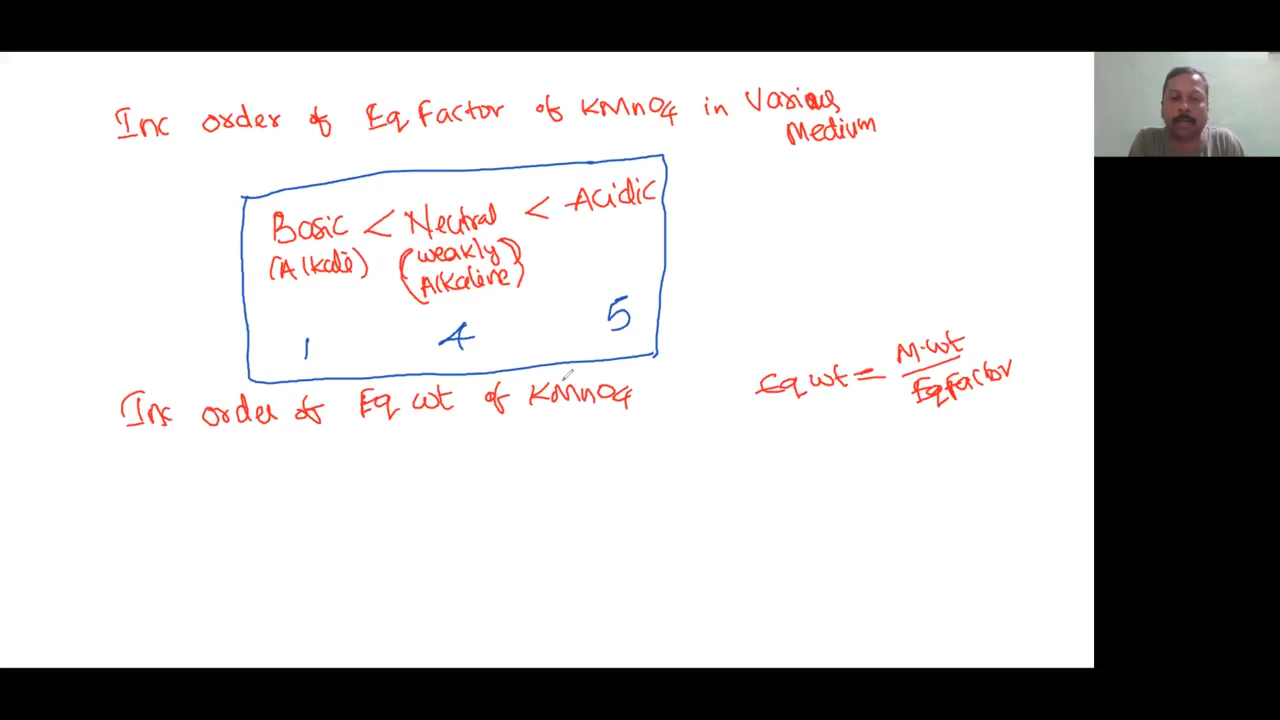 Inc order of Eq Factor of KMnO4 in Various
Medium
Basic < Neutral < Acidic
(Alkali) (weakly
Alkaline)
1 4 5
Eq wt = M.wt
Eq Factor
Inc order of Eq wt of KMnO4